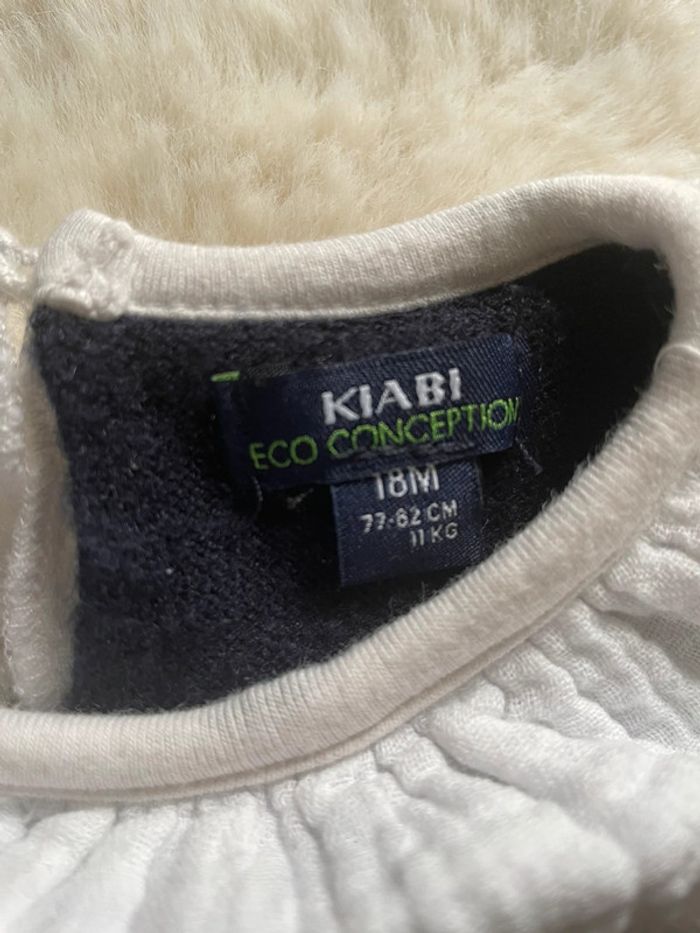 KIABI
ECO CONCEPTION
18M
77-82 CM
11 KG